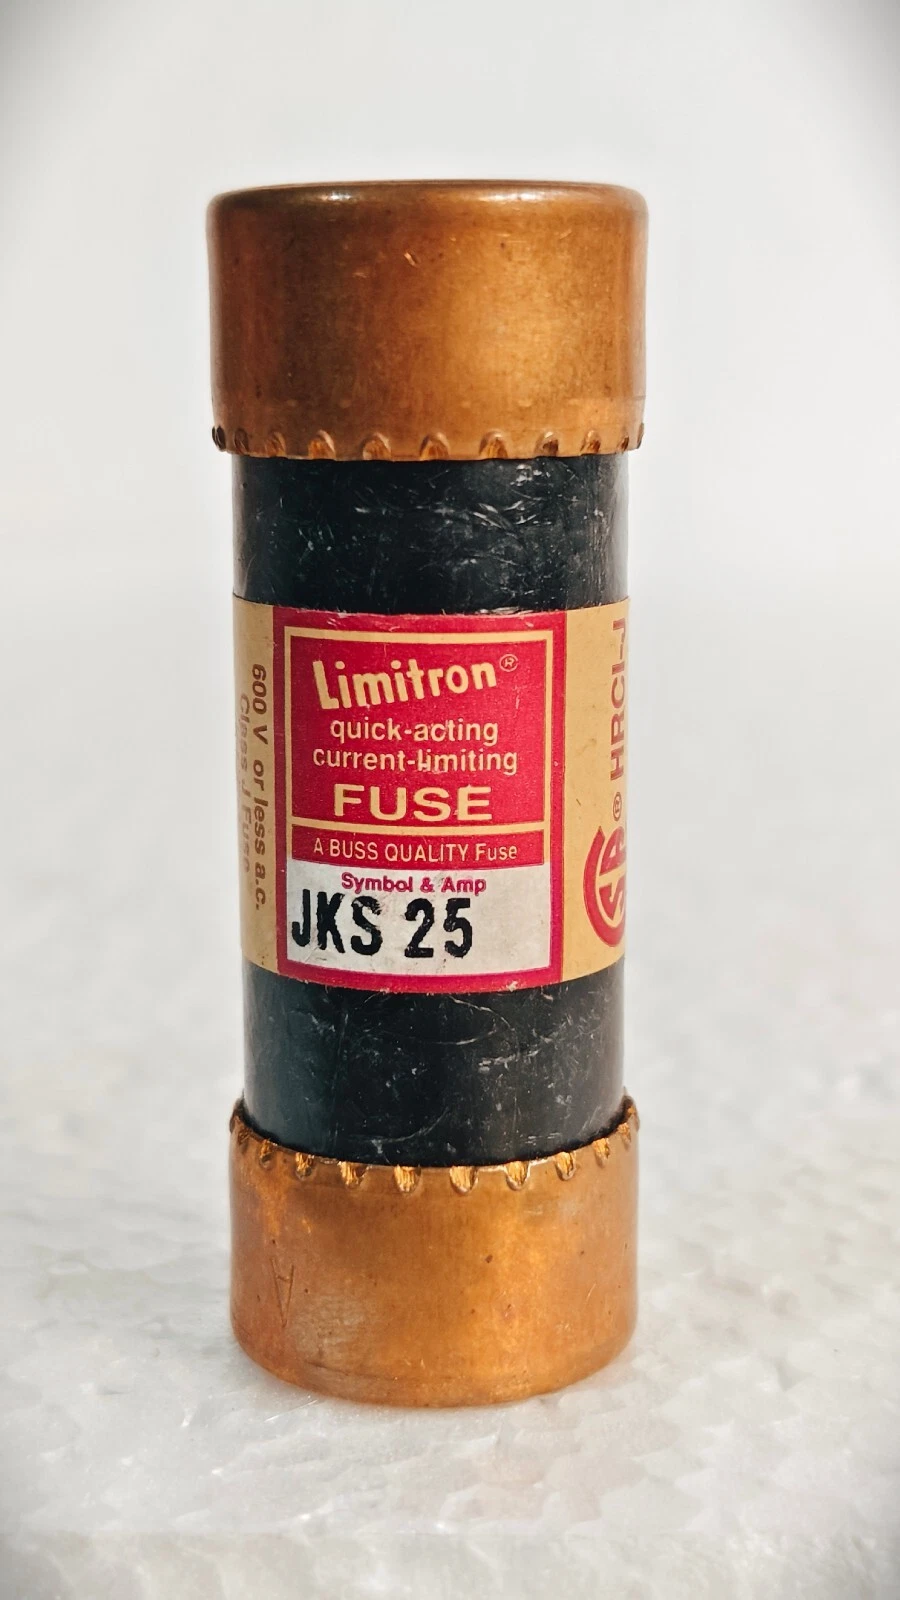 Limitron®
quick-acting
current-limiting
FUSE
A BUSS QUALITY Fuse
Symbol & Amp
JKS 25
600 V or less a.c.
Class J Fuse
® HRCI-J
A